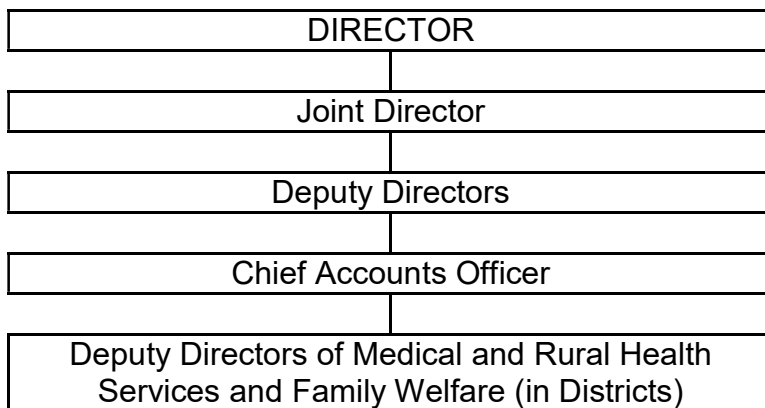 DIRECTOR
Joint Director
Deputy Directors
Chief Accounts Officer
Deputy Directors of Medical and Rural Health
Services and Family Welfare (in Districts)